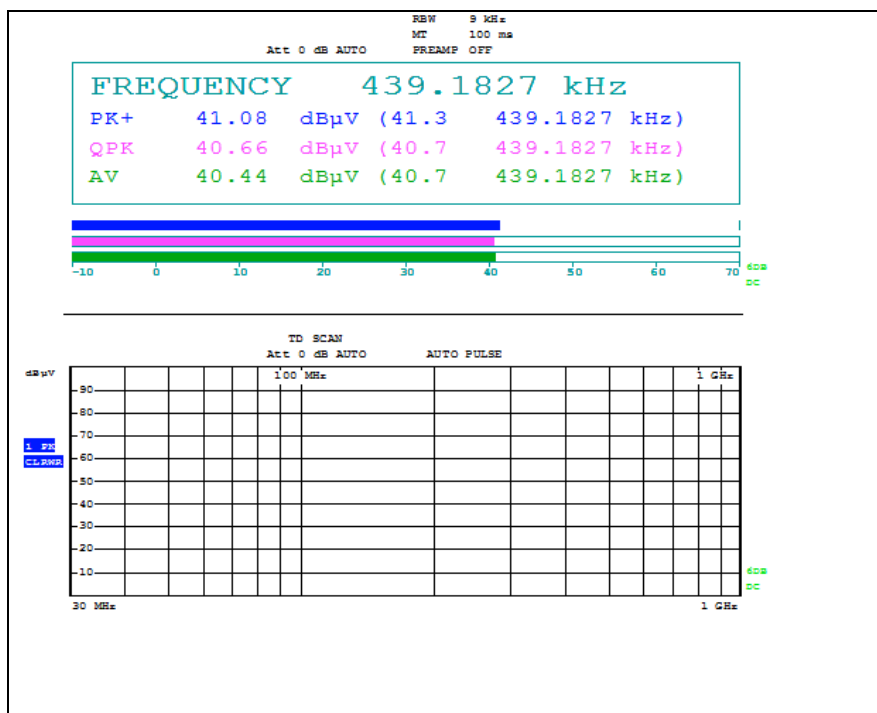 RBW 9 kHz
MT 100 ms
Att 0 dB AUTO PREAMP OFF
FREQUENCY 439.1827 kHz
PK+ 41.08 dBµV (41.3 439.1827 kHz)
QPK 40.66 dBµV (40.7 439.1827 kHz)
AV 40.44 dBµV (40.7 439.1827 kHz)
-10 0 10 20 30 40 50 60 70
6DB
DC
TD SCAN
Att 0 dB AUTO AUTO PULSE
dBµV
100 MHz 1 GHz
90
80
70
1 PK
CLRWR
60
50
40
30
20
10
6DB
DC
30 MHz 1 GHz